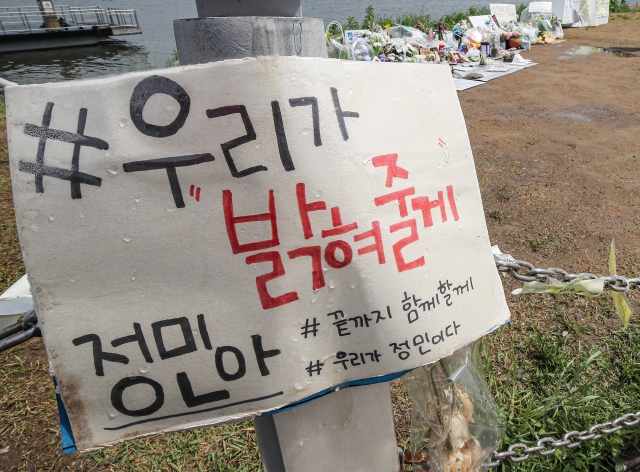 #우리가
"밝혀줄게"
정민아
# 끝까지 함께할께
# 우리가 정민이다